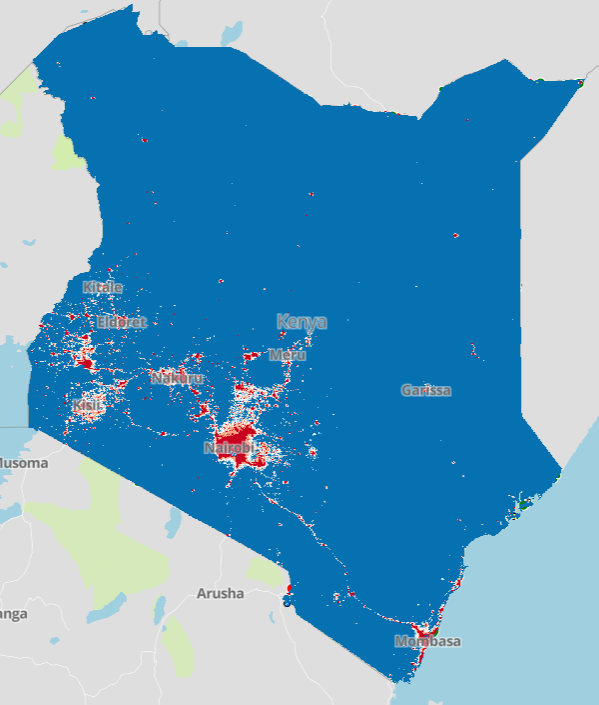 Kitale
Eldoret
Kenya
Meru
Nakuru
Garissa
Kisii
Nairobi
Musoma
Arusha
anga
Mombasa